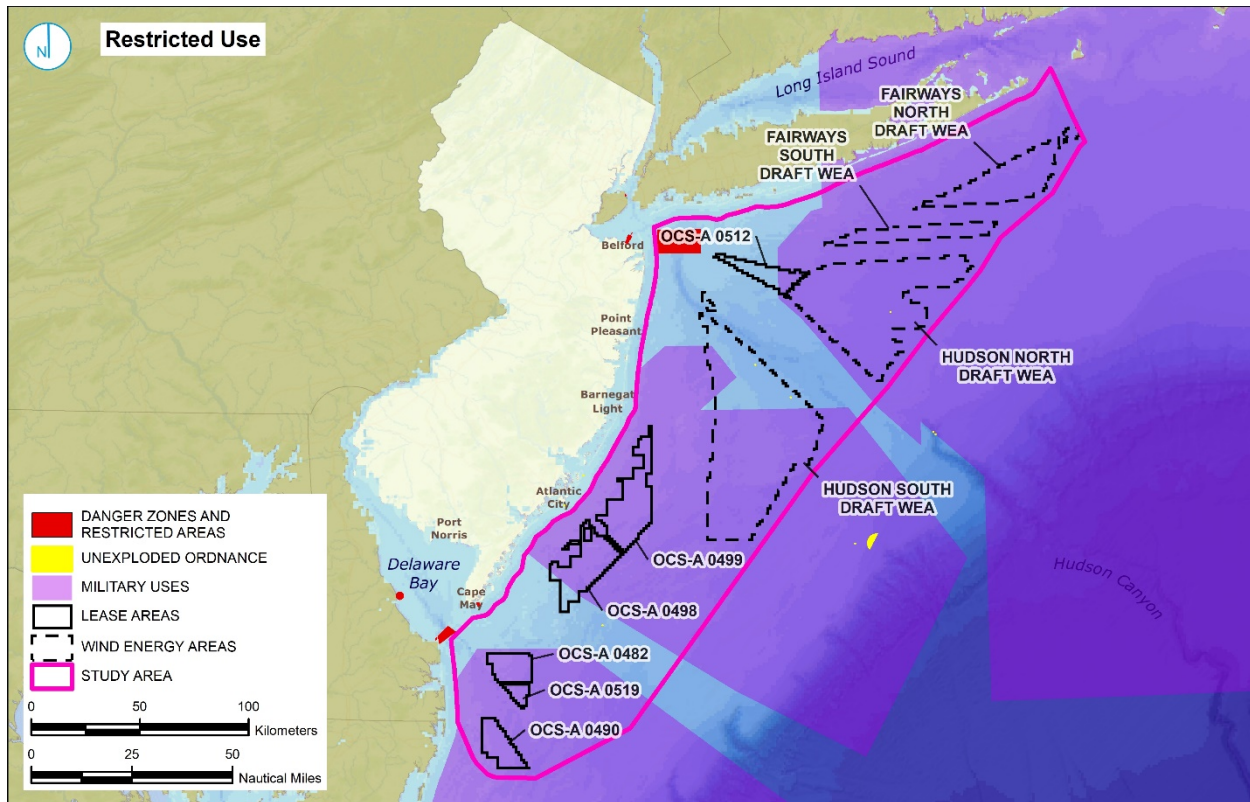 N
Restricted Use
Long Island Sound
FAIRWAYS
NORTH
DRAFT WEA
FAIRWAYS
SOUTH
DRAFT WEA
OCS-A 0512
Belford
Point
Pleasant
HUDSON NORTH
DRAFT WEA
Barnegat
Light
HUDSON SOUTH
DRAFT WEA
Atlantic
City
Port
Norris
OCS-A 0499
Delaware
Bay
Hudson Canyon
Cape
May
OCS-A 0498
OCS-A 0482
OCS-A 0519
OCS-A 0490
DANGER ZONES AND
RESTRICTED AREAS
UNEXPLODED ORDNANCE
MILITARY USES
LEASE AREAS
WIND ENERGY AREAS
STUDY AREA
0 50 100
Kilometers
0 25 50
Nautical Miles